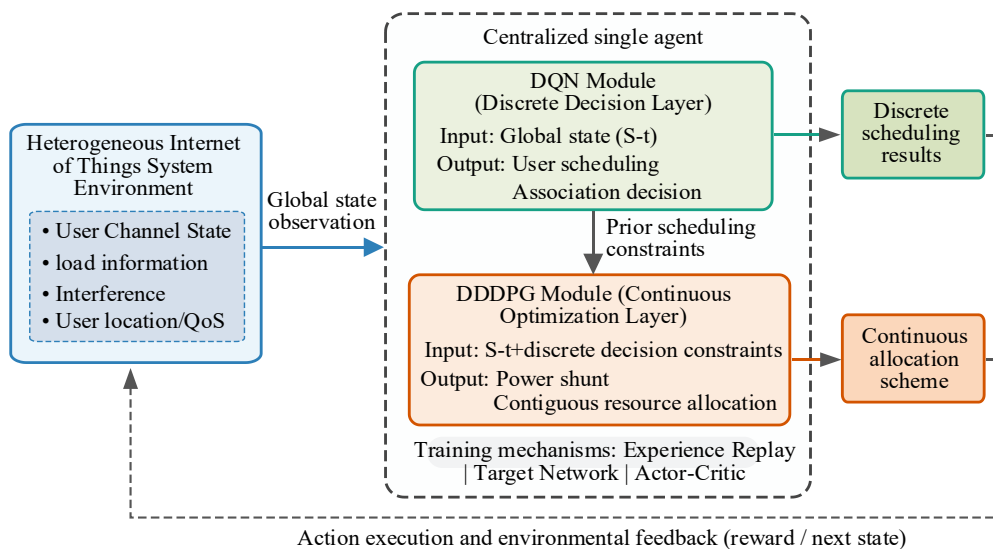 Heterogeneous Internet
of Things System
Environment
• User Channel State
• load information
• Interference
• User location/QoS
Global state
observation
Centralized single agent
DQN Module
(Discrete Decision Layer)
Input: Global state (S-t)
Output: User scheduling
Association decision
Prior scheduling
constraints
DDDPG Module (Continuous
Optimization Layer)
Input: S-t+discrete decision constraints
Output: Power shunt
Contiguous resource allocation
Training mechanisms: Experience Replay
| Target Network | Actor-Critic
Discrete
scheduling
results
Continuous
allocation
scheme
Action execution and environmental feedback (reward / next state)